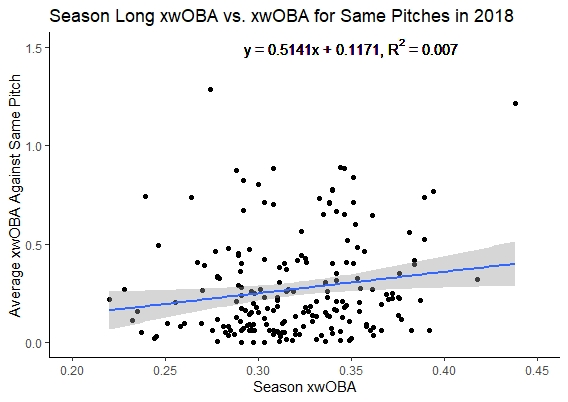 Season Long xwOBA vs. xwOBA for Same Pitches in 2018
y = 0.5141x + 0.1171, R² = 0.007
1.5
1.0
0.5
0.0
Average xwOBA Against Same Pitch
0.20 0.25 0.30 0.35 0.40 0.45
Season xwOBA